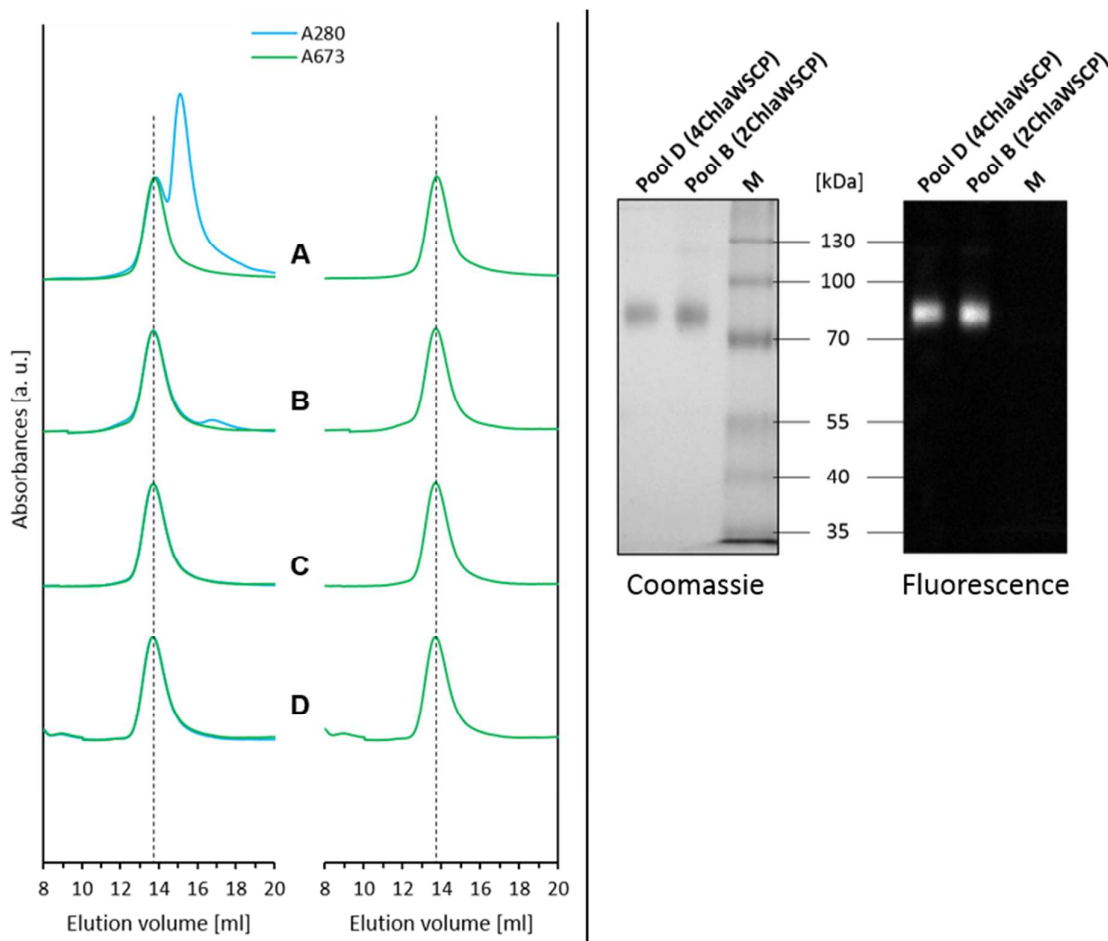 A280
A673
Absorbances [a. u.]
A
B
C
D
8 10 12 14 16 18 20
8 10 12 14 16 18 20
Elution volume [ml]
Elution volume [ml]
Pool D (4ChlaWSCP)
Pool B (2ChlaWSCP)
M
[kDa]
Pool D (4ChlaWSCP)
Pool B (2ChlaWSCP)
M
130
100
70
55
40
35
Coomassie
Fluorescence